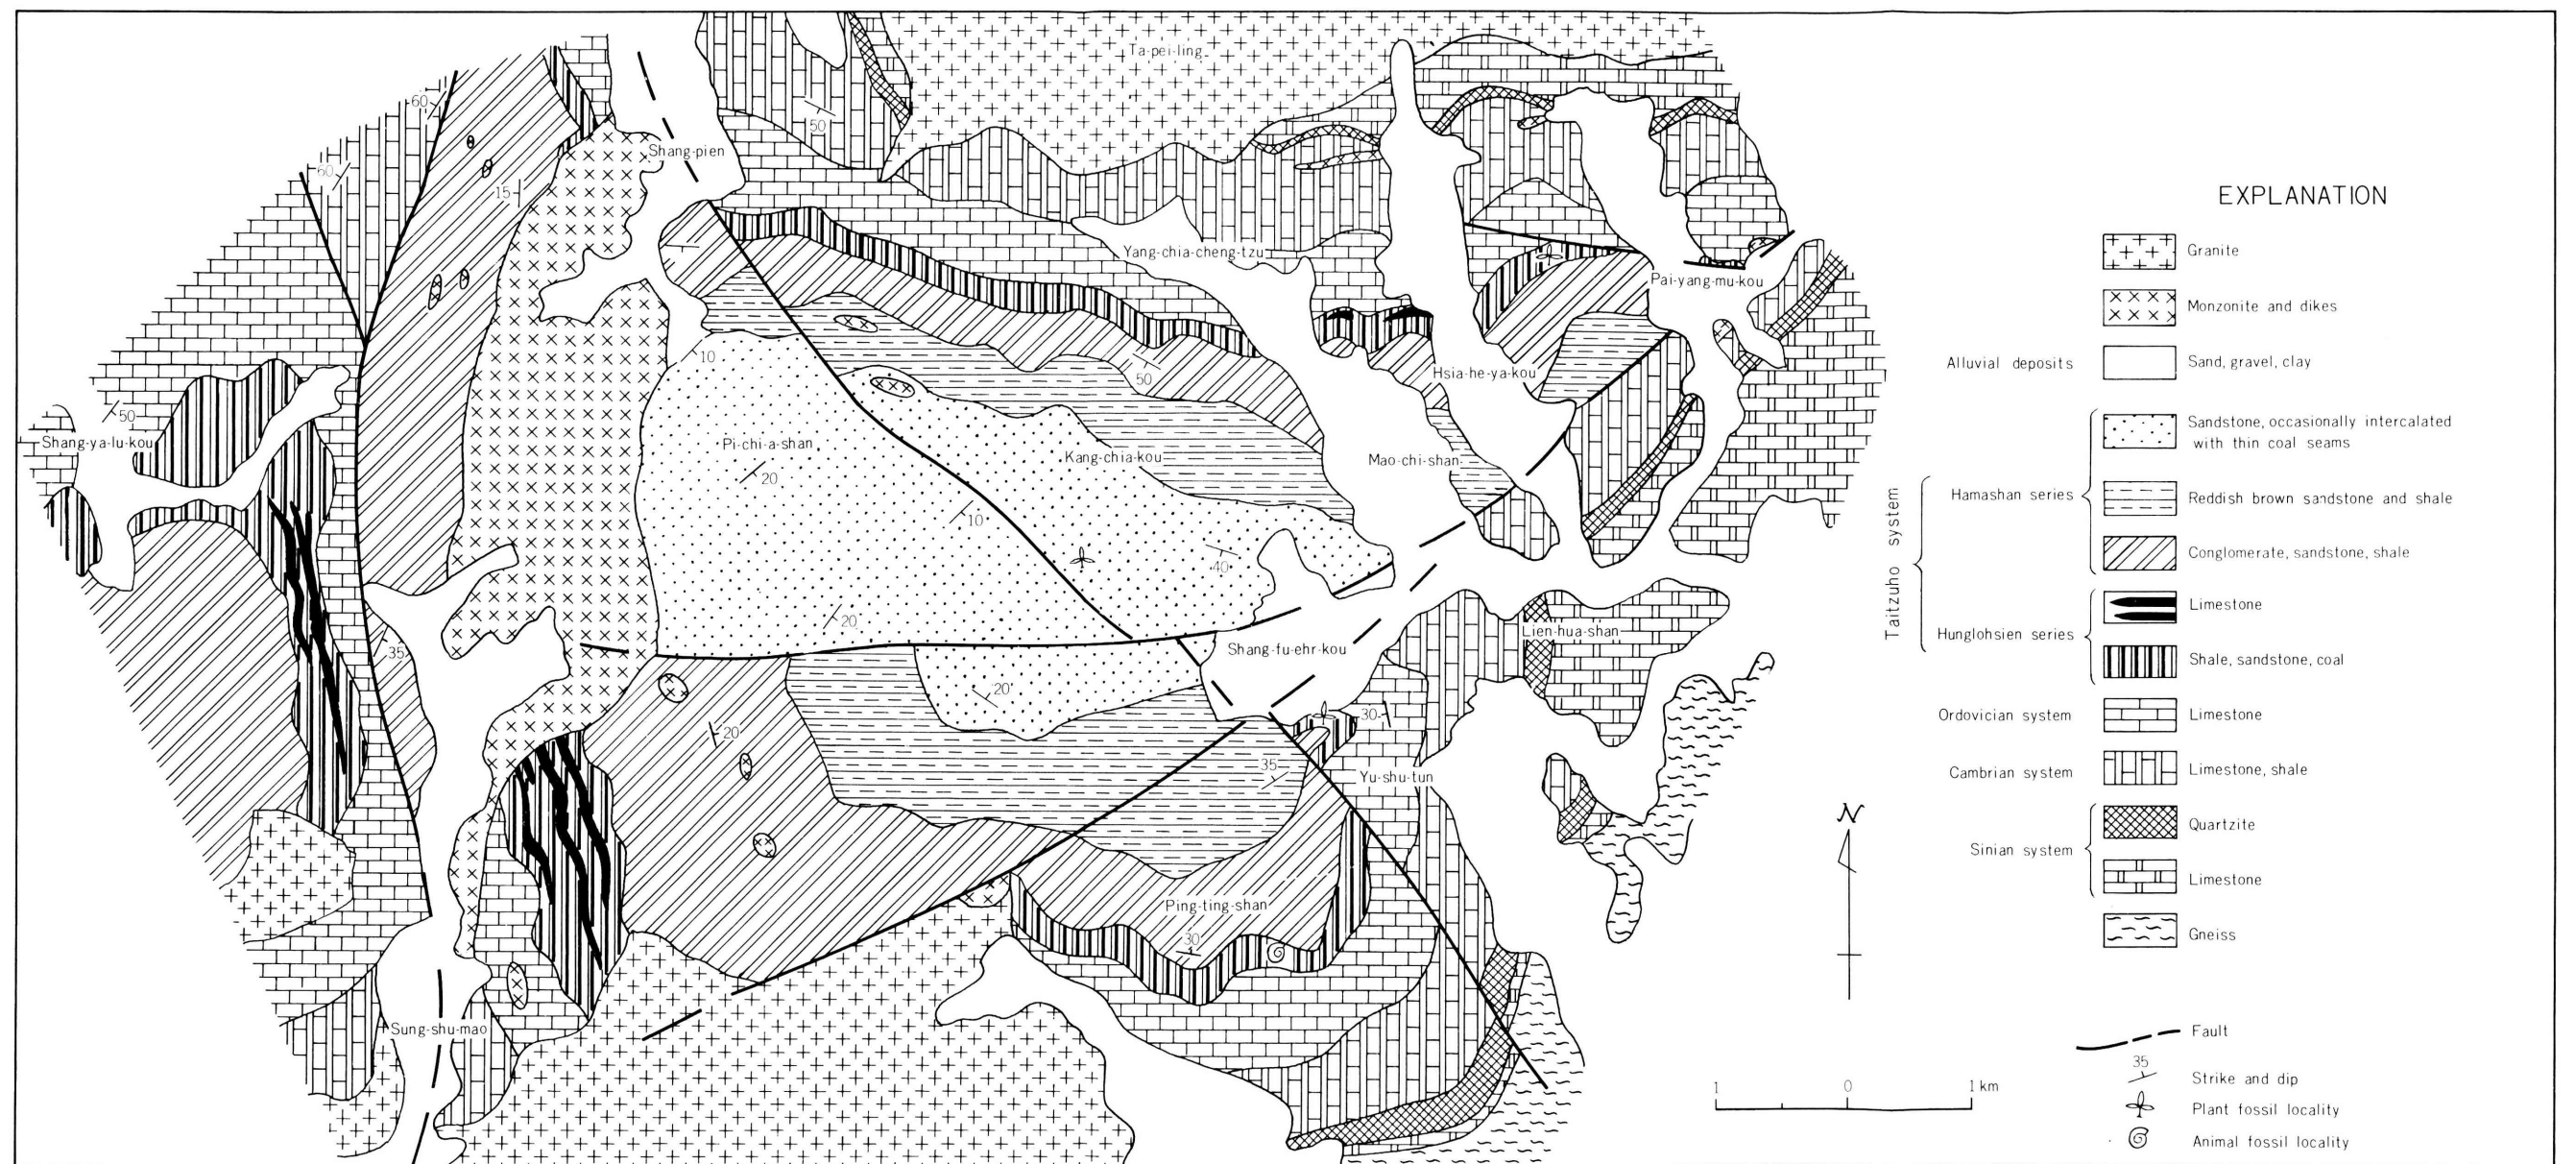 Ta-pei-ling
60
50
Shang-pien
60
15
Yang-chia-cheng-tzu
Pai-yang-mu-kou
10
50
Hsia-he-ya-kou
50
Shang-ya-lu-kou
Pi-chi-a-shan
20
Kang-chia-kou
Mao-chi-shan
10
40
20
35
Lien-hua-shan
Shang-fu-ehr-kou
20
30
20
35
Yu-shu-tun
Ping-ting-shan
30
Sung-shu-mao
EXPLANATION
Granite
Monzonite and dikes
Alluvial deposits
Sand, gravel, clay
Taitzuho system
Hamashan series
Sandstone, occasionally intercalated
with thin coal seams
Reddish brown sandstone and shale
Conglomerate, sandstone, shale
Hunglohsien series
Limestone
Shale, sandstone, coal
Ordovician system
Limestone
Cambrian system
Limestone, shale
Sinian system
Quartzite
Limestone
Gneiss
N
Fault
35
Strike and dip
Plant fossil locality
Animal fossil locality
1 0 1 km